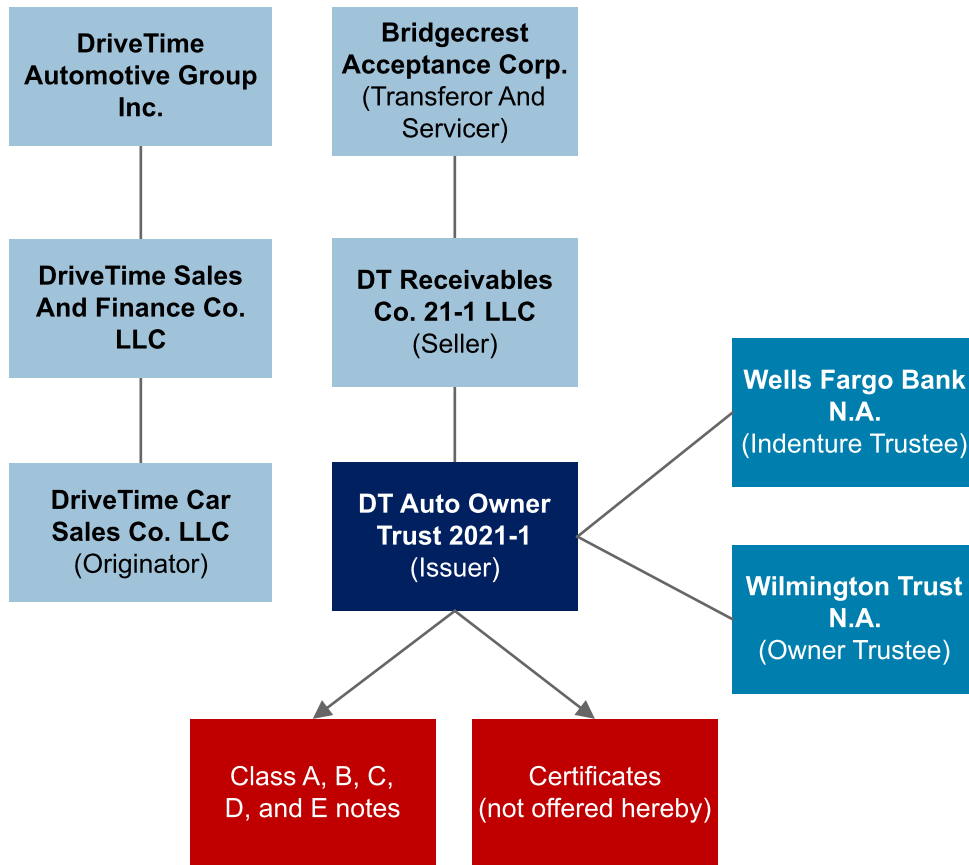 DriveTime
Automotive Group
Inc.
Bridgecrest
Acceptance Corp.
(Transferor And
Servicer)
DriveTime Sales
And Finance Co.
LLC
DT Receivables
Co. 21-1 LLC
(Seller)
Wells Fargo Bank
N.A.
(Indenture Trustee)
DriveTime Car
Sales Co. LLC
(Originator)
DT Auto Owner
Trust 2021-1
(Issuer)
Wilmington Trust
N.A.
(Owner Trustee)
Class A, B, C,
D, and E notes
Certificates
(not offered hereby)